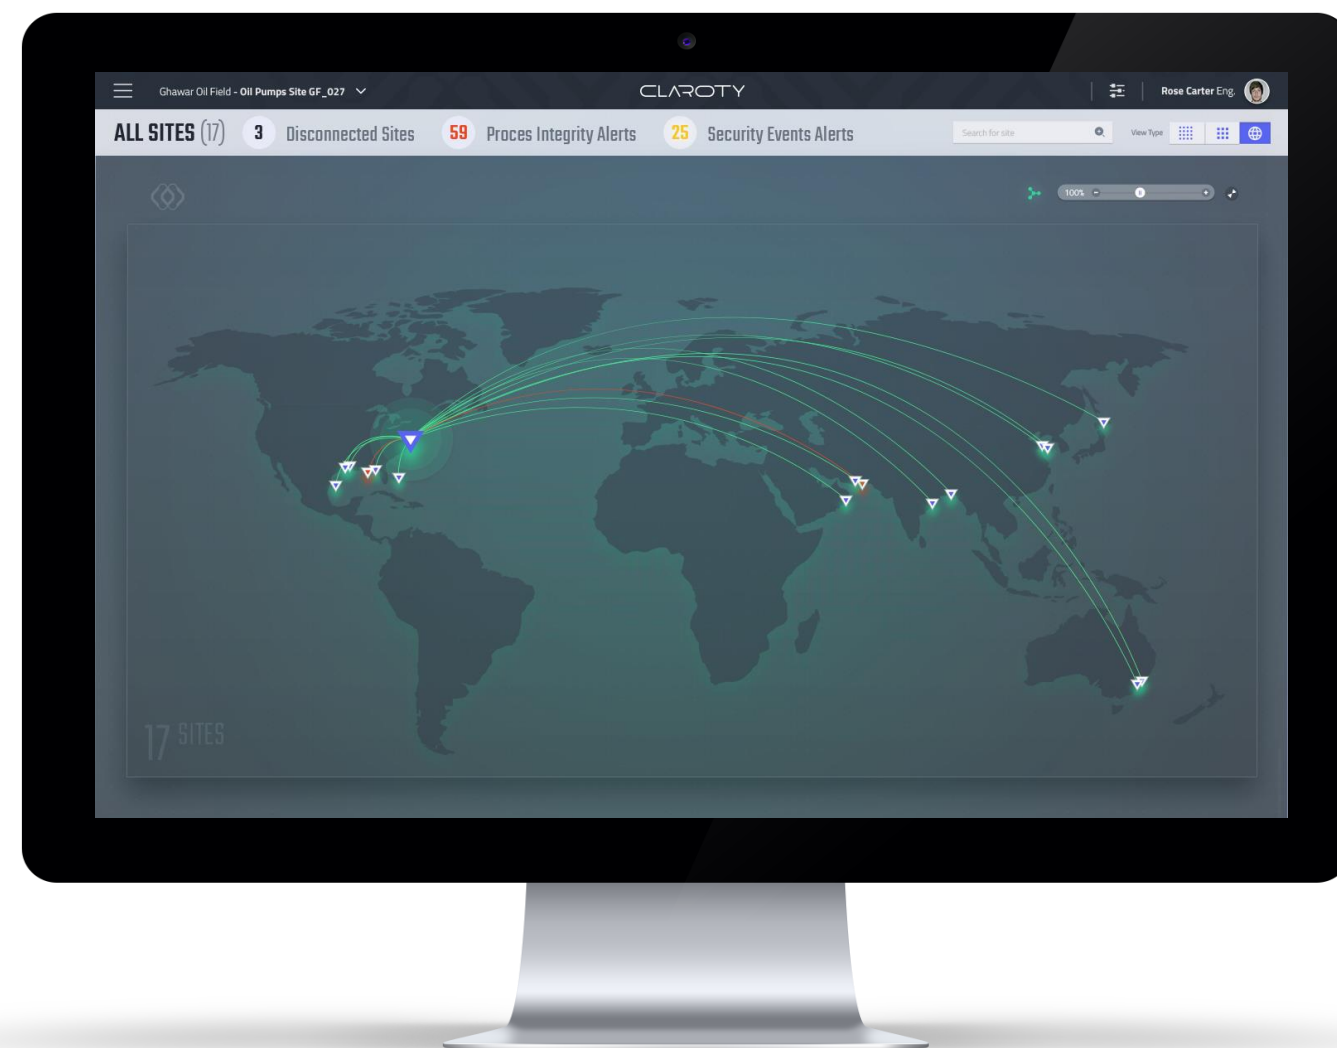 Ghawar Oil Field - Oil Pumps Site GF_027
CLAROTY
Rose Carter Eng.
ALL SITES (17)
3 Disconnected Sites
59 Proces Integrity Alerts
25 Security Events Alerts
Search for site
View Type
100%
17 SITES